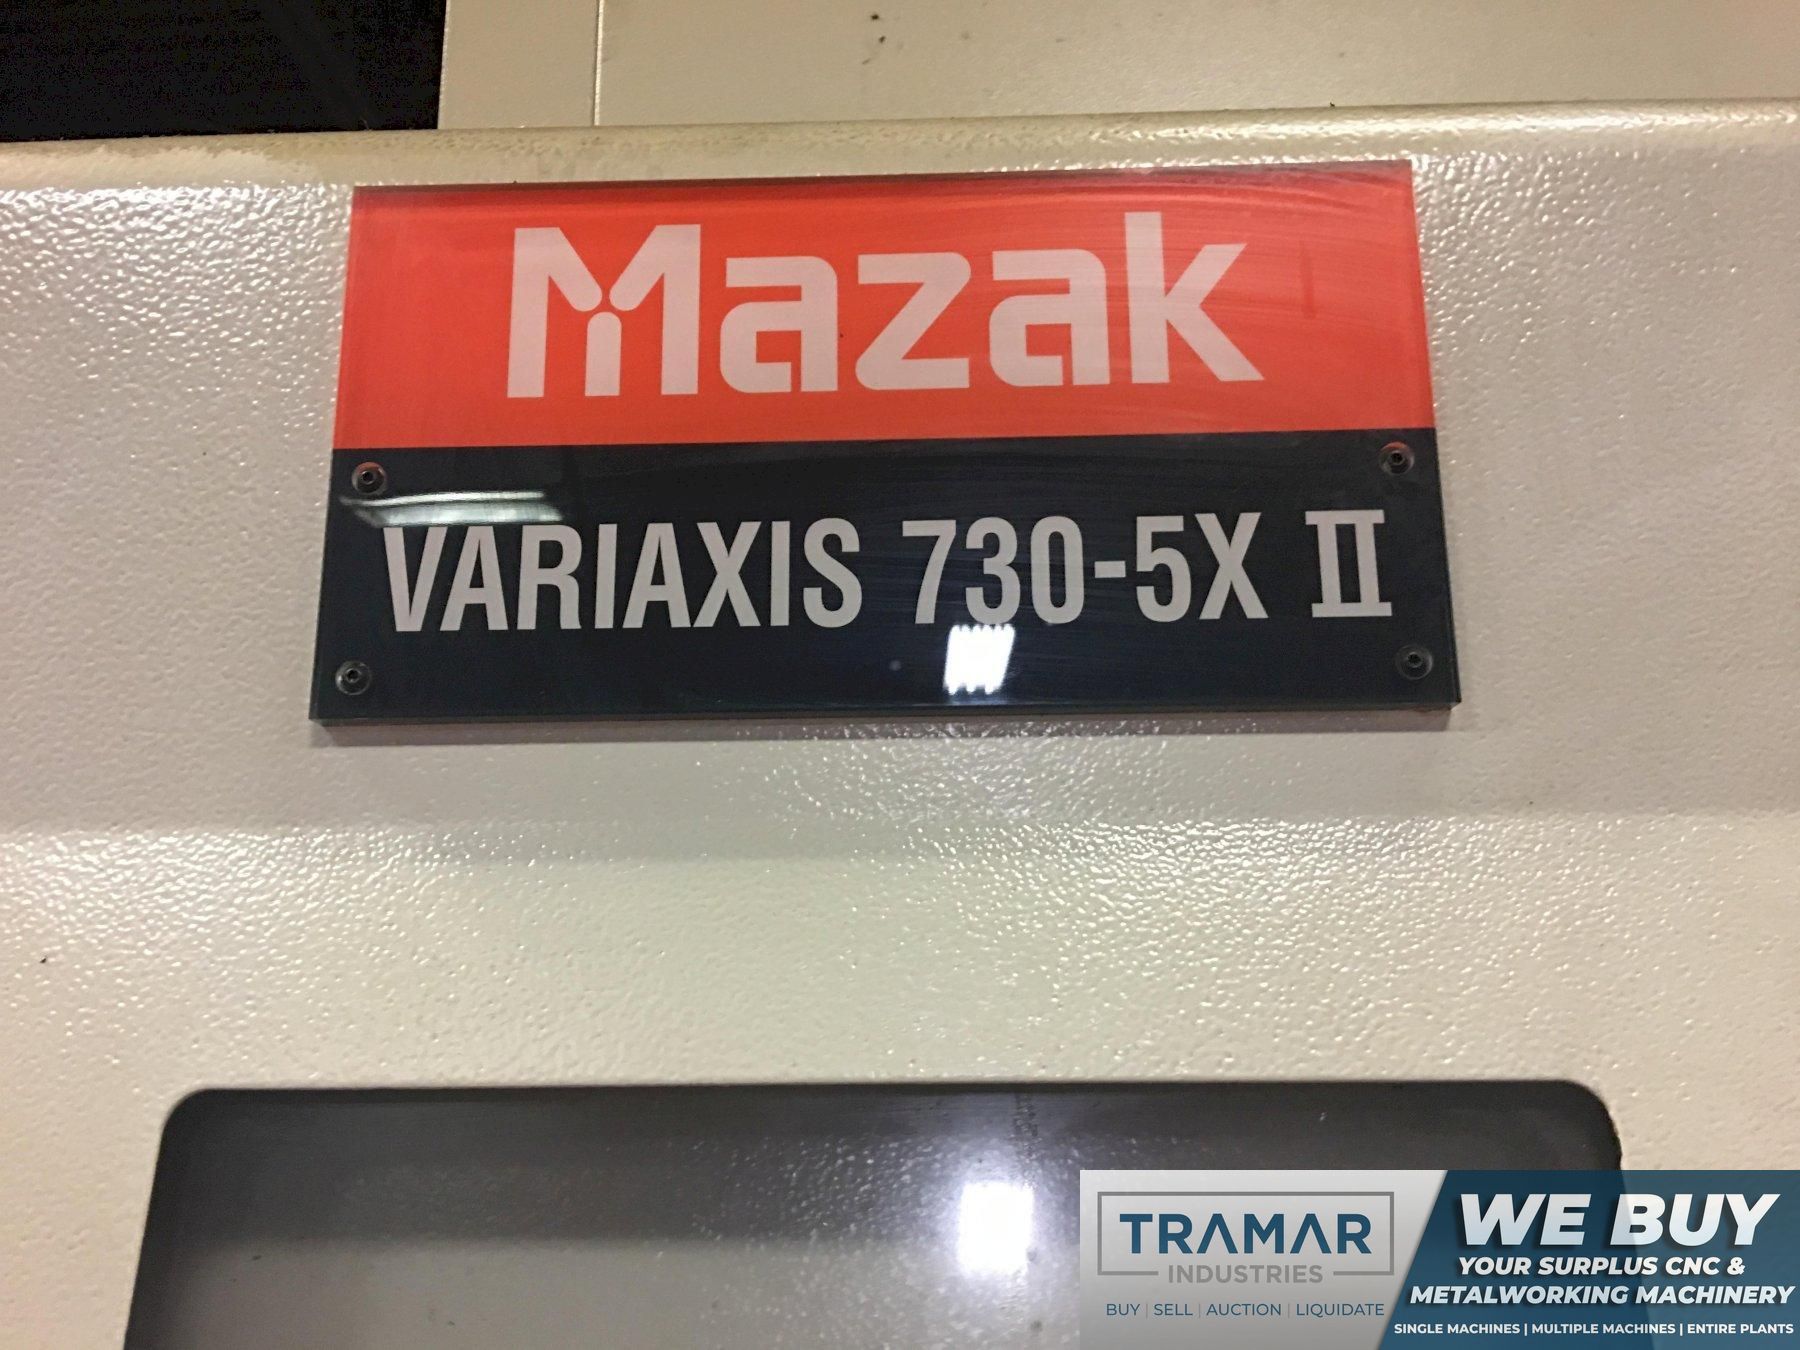 Mazak
VARIAXIS 730-5X II
TRAMAR
INDUSTRIES
BUY | SELL | AUCTION | LIQUIDATE
WE BUY
YOUR SURPLUS CNC &
METALWORKING MACHINERY
SINGLE MACHINES | MULTIPLE MACHINES | ENTIRE PLANTS